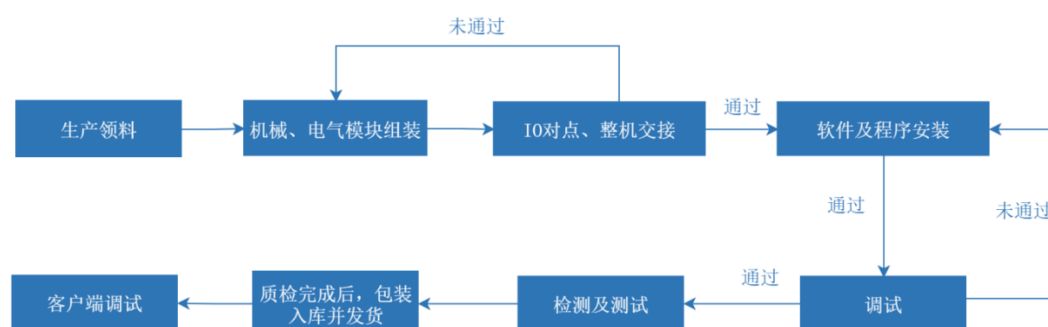 未通过
生产领料
机械、电气模块组装
IO对点、整机交接
通过
软件及程序安装
通过
未通过
客户端调试
质检完成后，包装
入库并发货
检测及测试
通过
调试